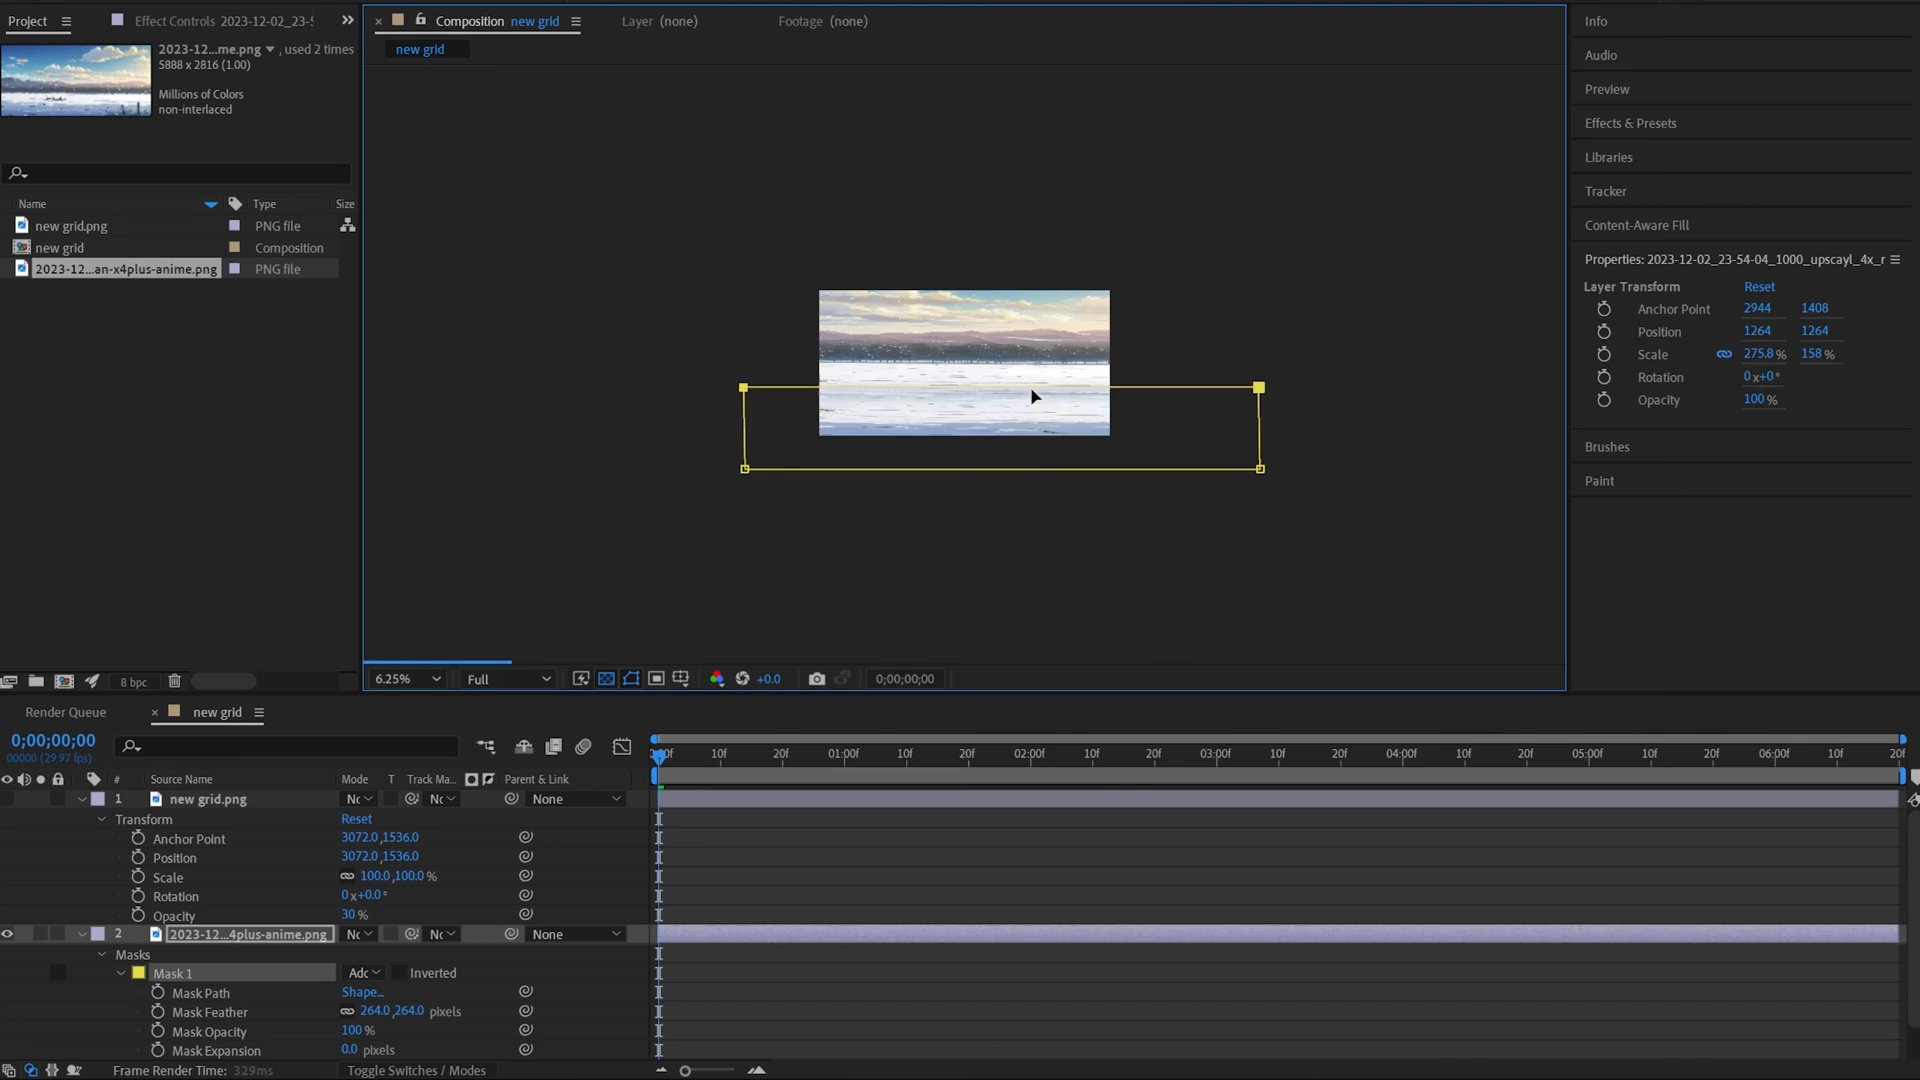 Project
Effect Controls 2023-12-02_23-5
Composition new grid
Layer (none)
Footage (none)
Info
2023-12...me.png , used 2 times
5888 x 2816 (1.00)
Millions of Colors
non-interlaced
new grid
Audio
Preview
Effects & Presets
Libraries
Tracker
Content-Aware Fill
Name Type Size
new grid.png PNG file
new grid Composition
2023-12...an-x4plus-anime.png PNG file
Properties: 2023-12-02_23-54-04_1000_upscayl_4x_r
Layer Transform Reset
Anchor Point 2944 1408
Position 1264 1264
Scale 275.8 % 158 %
Rotation 0 x+0 °
Opacity 100 %
Brushes
Paint
8 bpc
6.25% Full +0.0 0;00;00;00
Render Queue
new grid
0;00;00;00
00000 (29.97 fps)
0:00f 10f 20f 01:00f 10f 20f 02:00f 10f 20f 03:00f 10f 20f 04:00f 10f 20f 05:00f 10f 20f 06:00f 10f 20f
# Source Name Mode T Track Ma... Parent & Link
1 new grid.png Nc Nc None
Transform Reset
Anchor Point 3072.0,1536.0
Position 3072.0,1536.0
Scale 100.0,100.0 %
Rotation 0 x+0.0 °
Opacity 30 %
2 2023-12...4plus-anime.png Nc Nc None
Masks
Mask 1 Adc Inverted
Mask Path Shape...
Mask Feather 264.0,264.0 pixels
Mask Opacity 100 %
Mask Expansion 0.0 pixels
Frame Render Time: 329ms
Toggle Switches / Modes